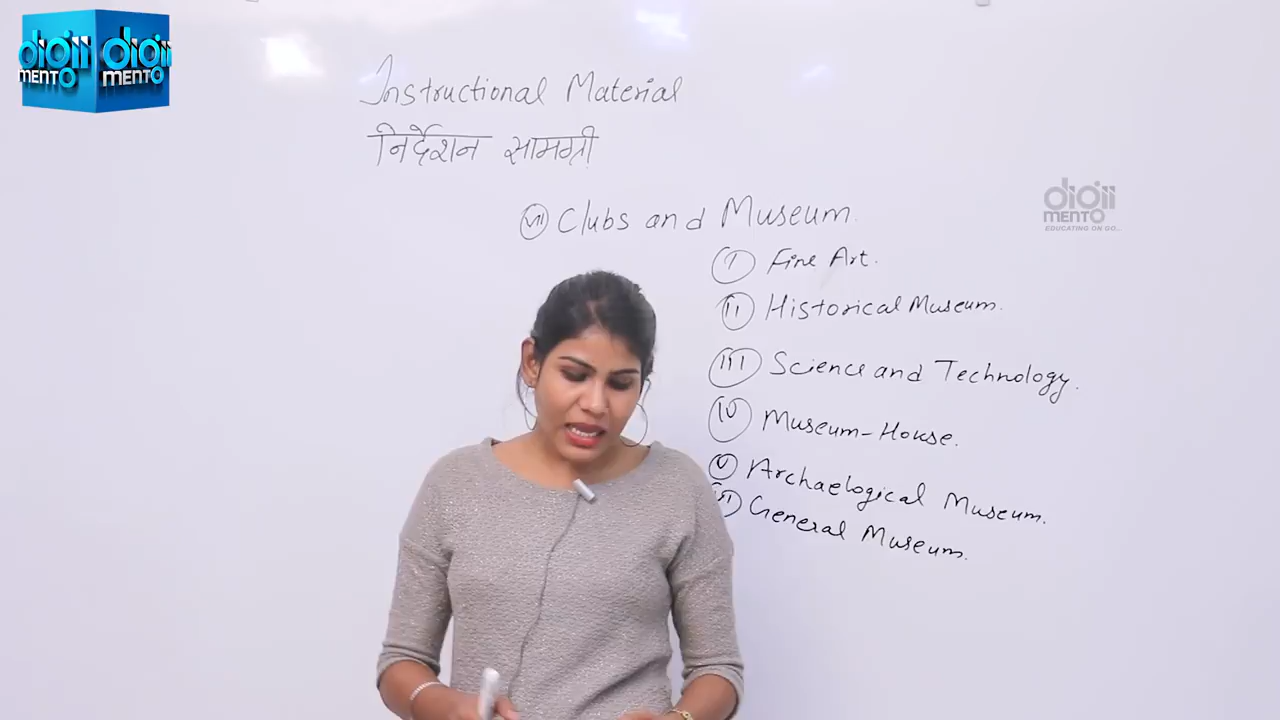 digii digii
MENTO MENTO
Instructional Material
निर्देशन सामग्री
VII Clubs and Museum.
digii
MENTO
EDUCATING ON GO...
I Fine Art.
II Historical Museum.
III Science and Technology.
IV Museum-House.
V Archaelogical Museum.
VI General Museum.